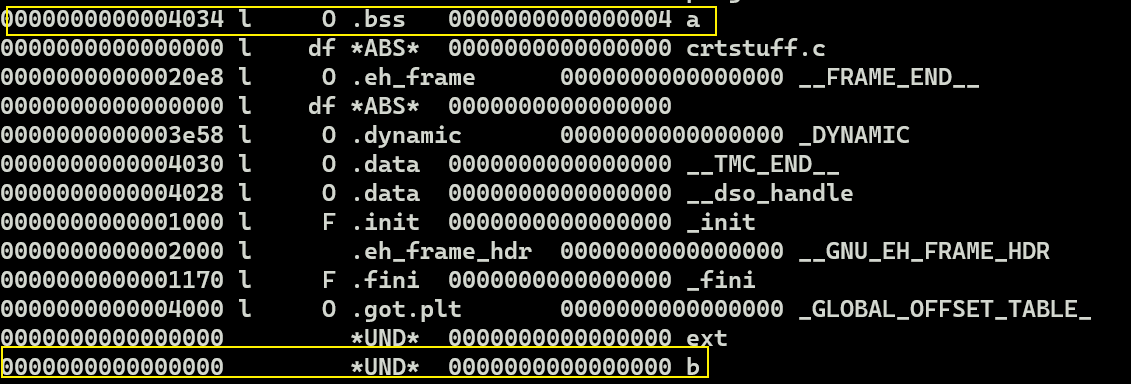 0000000000004034 l     O .bss   0000000000000004 a
0000000000000000 l    df *ABS*  0000000000000000 crtstuff.c
00000000000020e8 l     O .eh_frame      0000000000000000 __FRAME_END__
0000000000000000 l    df *ABS*  0000000000000000
0000000000003e58 l     O .dynamic       0000000000000000 _DYNAMIC
0000000000004030 l     O .data  0000000000000000 __TMC_END__
0000000000004028 l     O .data  0000000000000000 __dso_handle
0000000000001000 l     F .init  0000000000000000 _init
0000000000002000 l       .eh_frame_hdr  0000000000000000 __GNU_EH_FRAME_HDR
0000000000001170 l     F .fini  0000000000000000 _fini
0000000000004000 l     O .got.plt       0000000000000000 _GLOBAL_OFFSET_TABLE_
0000000000000000         *UND*  0000000000000000 ext
0000000000000000         *UND*  0000000000000000 b